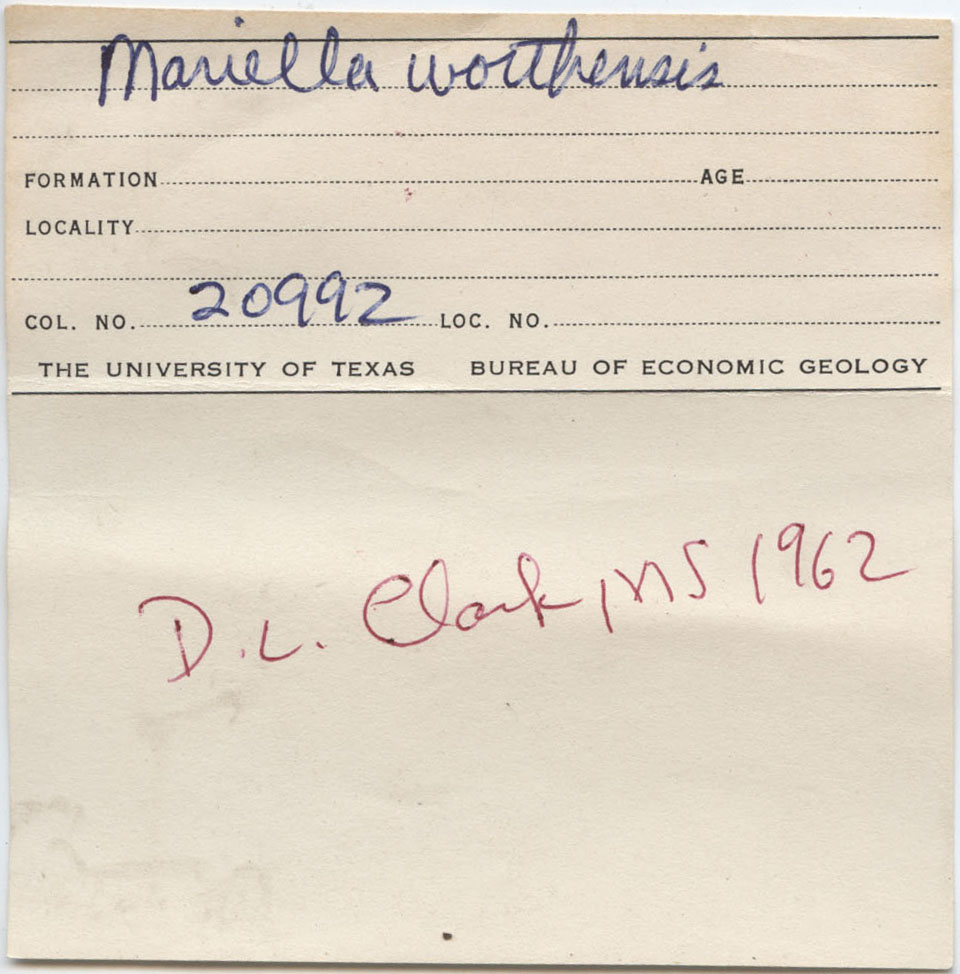 Mariella worthensis
FORMATION AGE
LOCALITY
COL. NO. 20992 LOC. NO.
THE UNIVERSITY OF TEXAS BUREAU OF ECONOMIC GEOLOGY
D.L. Clark, MS 1962